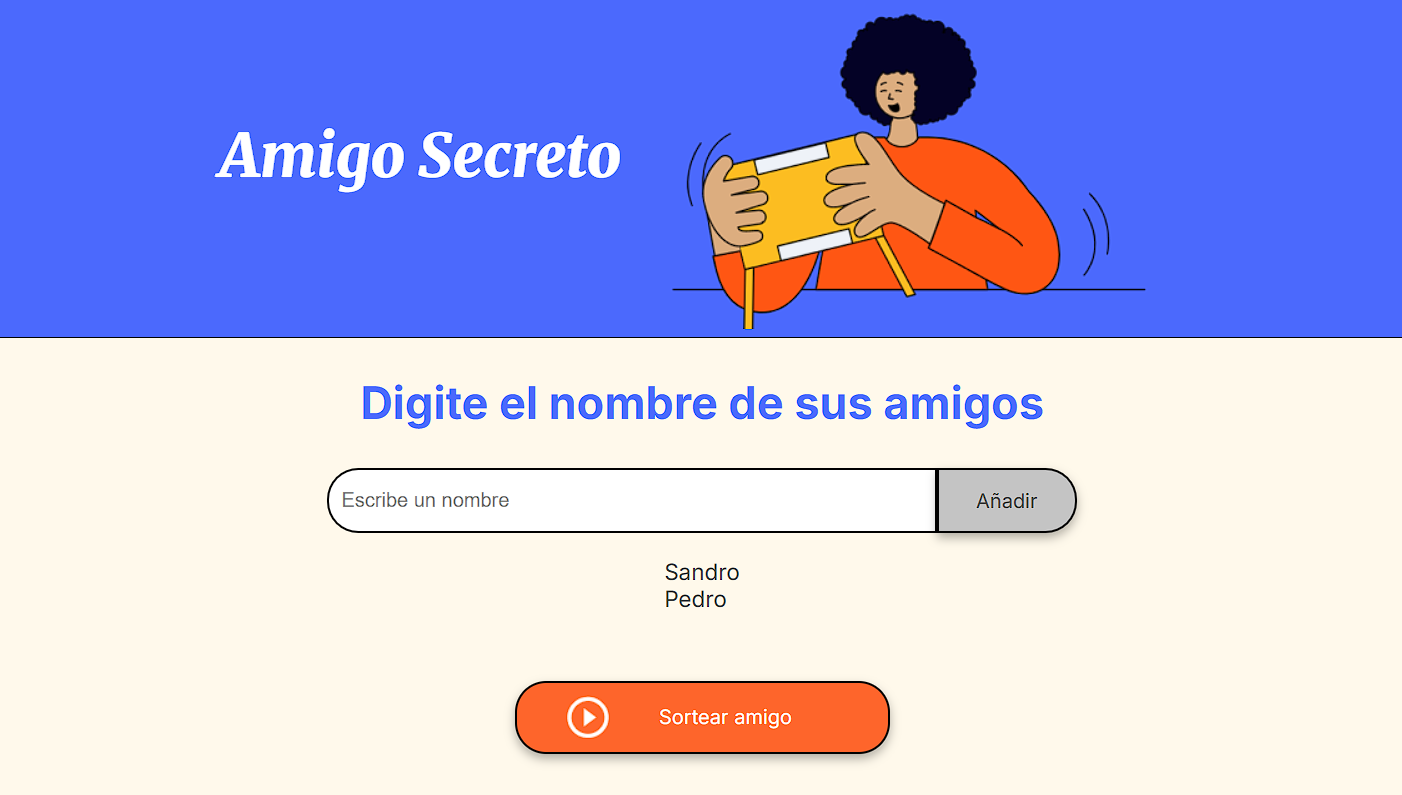 Amigo Secreto
Digite el nombre de sus amigos
Escribe un nombre
Añadir
Sandro
Pedro
Sortear amigo